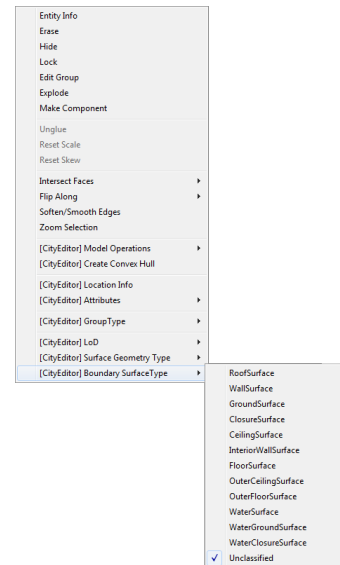 Entity Info
Erase
Hide
Lock
Edit Group
Explode
Make Component
Unglue
Reset Scale
Reset Skew
Intersect Faces
Flip Along
Soften/Smooth Edges
Zoom Selection
[CityEditor] Model Operations
[CityEditor] Create Convex Hull
[CityEditor] Location Info
[CityEditor] Attributes
[CityEditor] GroupType
[CityEditor] LoD
[CityEditor] Surface Geometry Type
[CityEditor] Boundary SurfaceType
RoofSurface
WallSurface
GroundSurface
ClosureSurface
CeilingSurface
InteriorWallSurface
FloorSurface
OuterCeilingSurface
OuterFloorSurface
WaterSurface
WaterGroundSurface
WaterClosureSurface
Unclassified